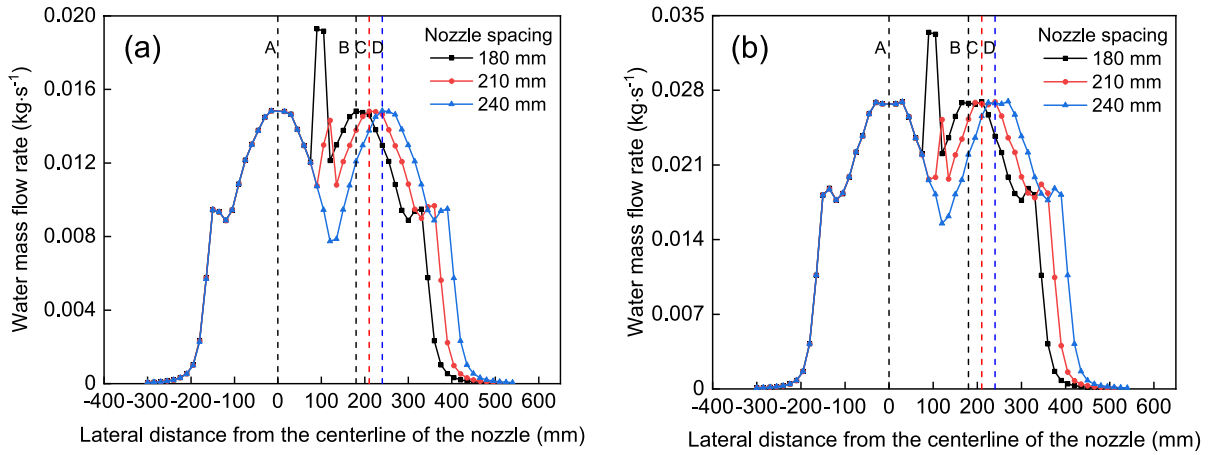 (a)
Nozzle spacing
180 mm
210 mm
240 mm
A
B
C
D
0.020
0.016
0.012
0.008
0.004
0
-400
-300
-200
-100
0
100
200
300
400
500
600
Water mass flow rate (kg·s⁻¹)
Lateral distance from the centerline of the nozzle (mm)
(b)
Nozzle spacing
180 mm
210 mm
240 mm
A
B
C
D
0.035
0.028
0.021
0.014
0.007
0
-400
-300
-200
-100
0
100
200
300
400
500
600
Water mass flow rate (kg·s⁻¹)
Lateral distance from the centerline of the nozzle (mm)